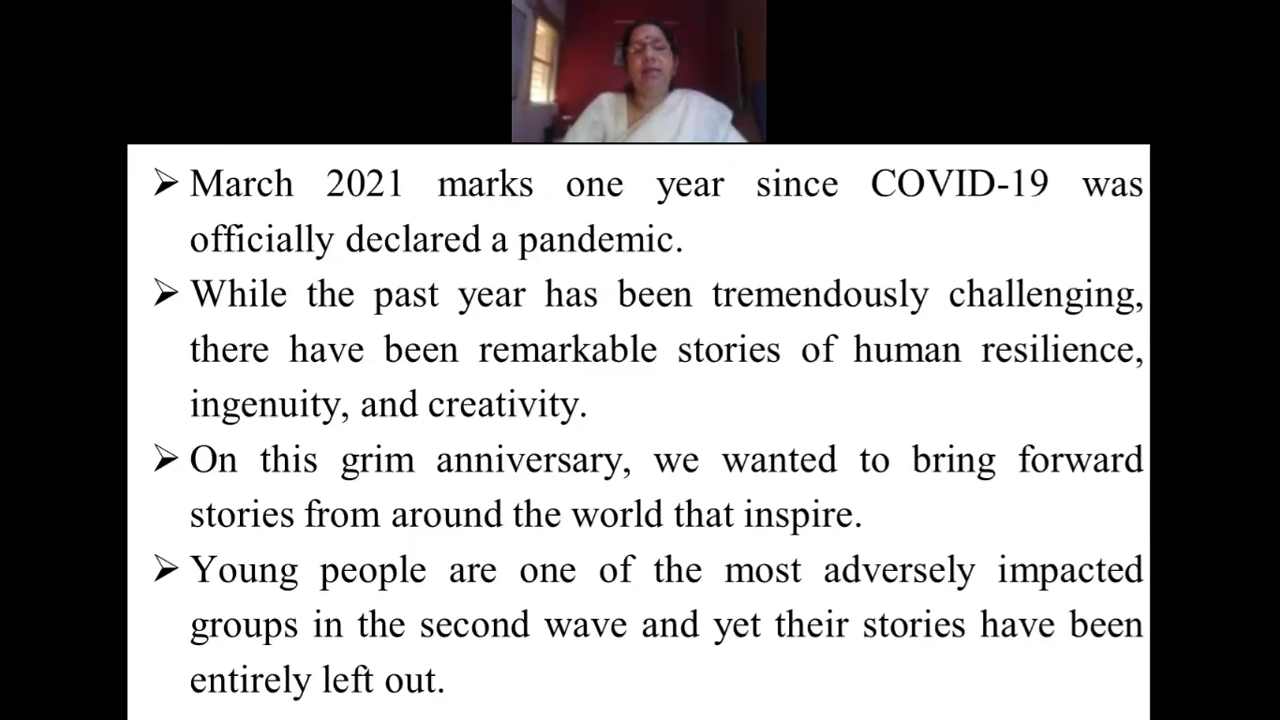 ➢ March 2021 marks one year since COVID-19 was
officially declared a pandemic.
➢ While the past year has been tremendously challenging,
there have been remarkable stories of human resilience,
ingenuity, and creativity.
➢ On this grim anniversary, we wanted to bring forward
stories from around the world that inspire.
➢ Young people are one of the most adversely impacted
groups in the second wave and yet their stories have been
entirely left out.